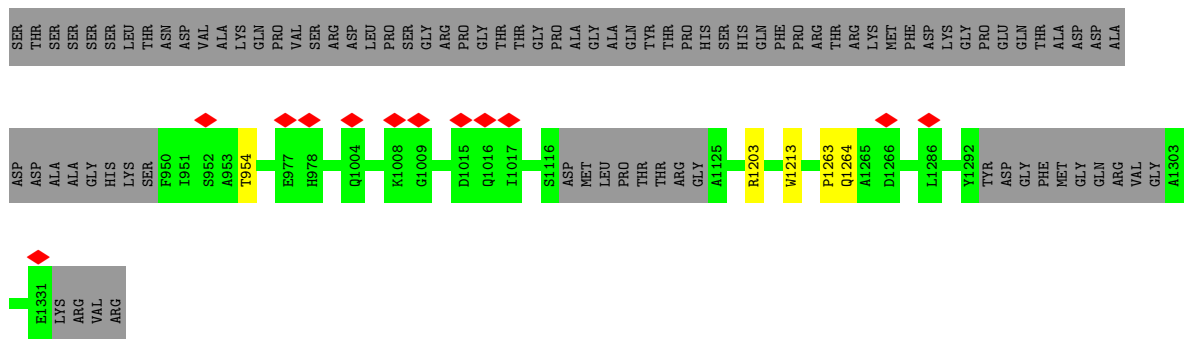 SER THR SER SER SER SER LEU THR ASN ASP VAL ALA LYS GLN PRO VAL SER ARG ASP LEU PRO SER GLY ARG PRO GLY THR THR GLY PRO ALA GLY ALA GLN TYR THR PRO HIS SER HIS GLN PHE PRO ARG THR ARG LYS MET PHE ASP LYS GLY PRO GLU GLN THR ALA ASP ASP ALA
ASP ASP ALA ALA GLY HIS LYS SER F950 I951 S952 A953 T954 E977 H978 Q1004 K1008 G1009 D1015 Q1016 I1017 S1116 ASP MET LEU PRO THR THR ARG GLY A1125 R1203 W1213 P1263 Q1264 A1265 D1266 L1286 Y1292 TYR ASP GLY PHE MET GLY GLN ARG VAL GLY A1303
E1331 LYS ARG VAL ARG